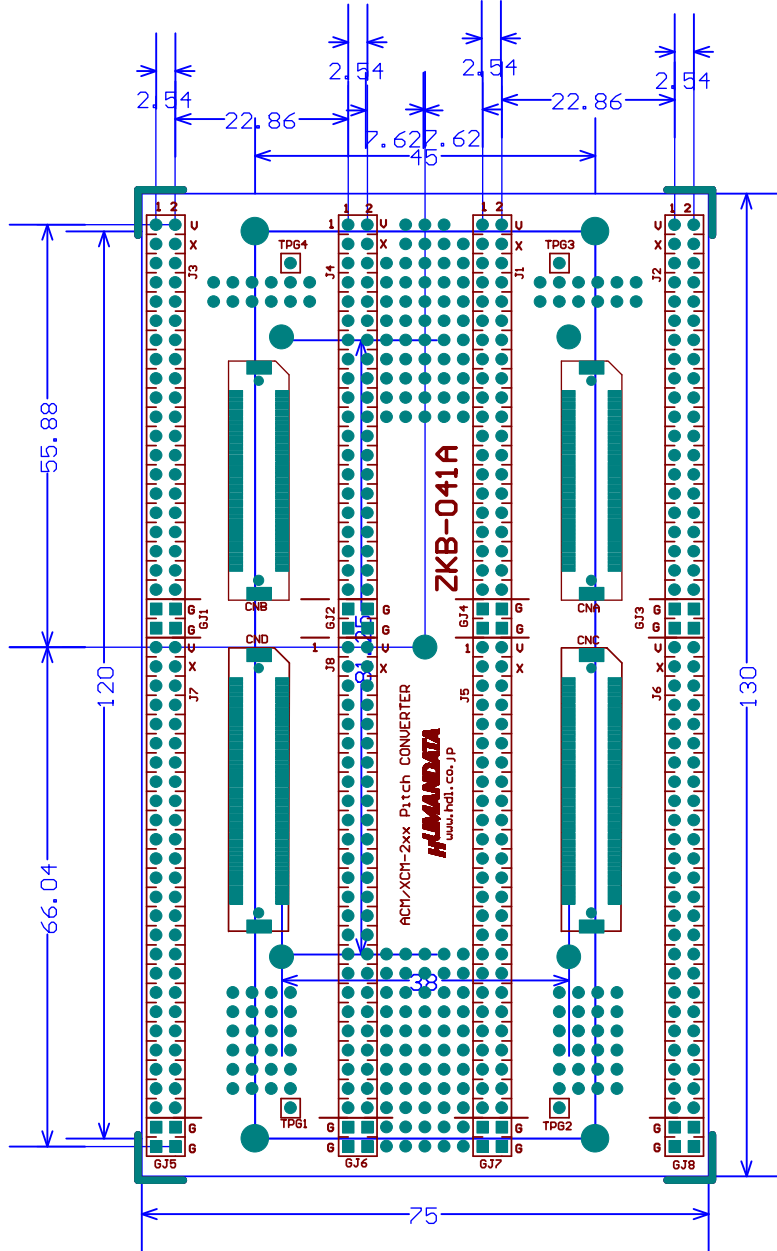 2.54
2.54
2.54
2.54
22.86
22.86
7.62
7.62
45
1 2
1 2
1 2
1 2
V
1
V
V
V
X
X
X
X
TPG4
TPG3
J3
J4
J1
J2
55.88
ZKB-041A
CNB
CNA
GJ1
GJ2
GJ4
GJ3
G
G
G
G
G
G
G
G
CND
CNC
V
1
V
1
V
V
X
X
X
X
J7
J8
J5
J6
120
130
ACM/XCM-2xx Pitch CONVERTER
HUMANDATA
www.hdl.co.jp
66.04
38
TPG1
TPG2
G
G
G
G
G
G
G
G
GJ5
GJ6
GJ7
GJ8
75